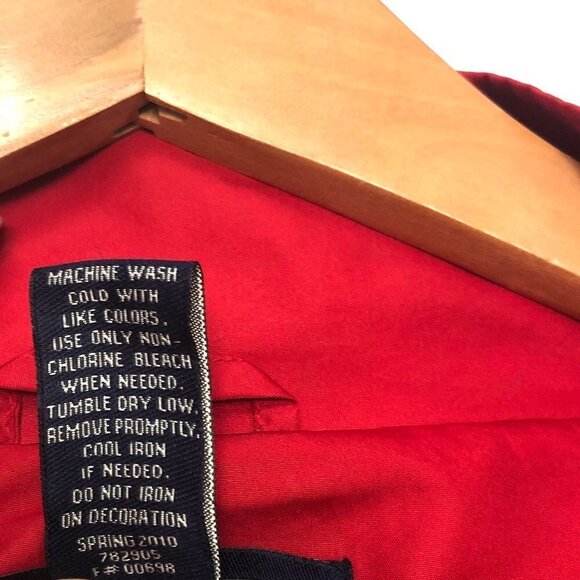 MACHINE WASH
COLD WITH
LIKE COLORS.
USE ONLY NON-
CHLORINE BLEACH
WHEN NEEDED.
TUMBLE DRY LOW.
REMOVE PROMPTLY.
COOL IRON
IF NEEDED.
DO NOT IRON
ON DECORATION
SPRING 2010
782905
F# 00698